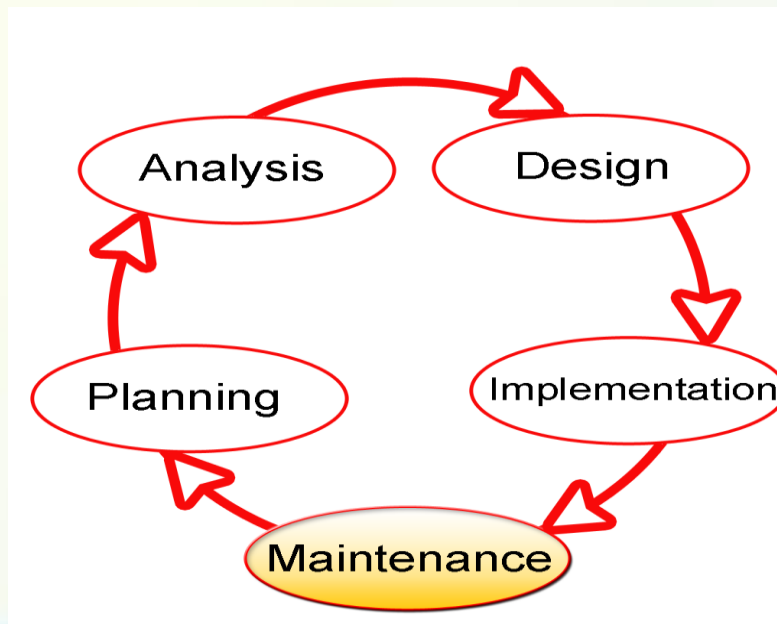 Analysis
Design
Planning
Implementation
Maintenance